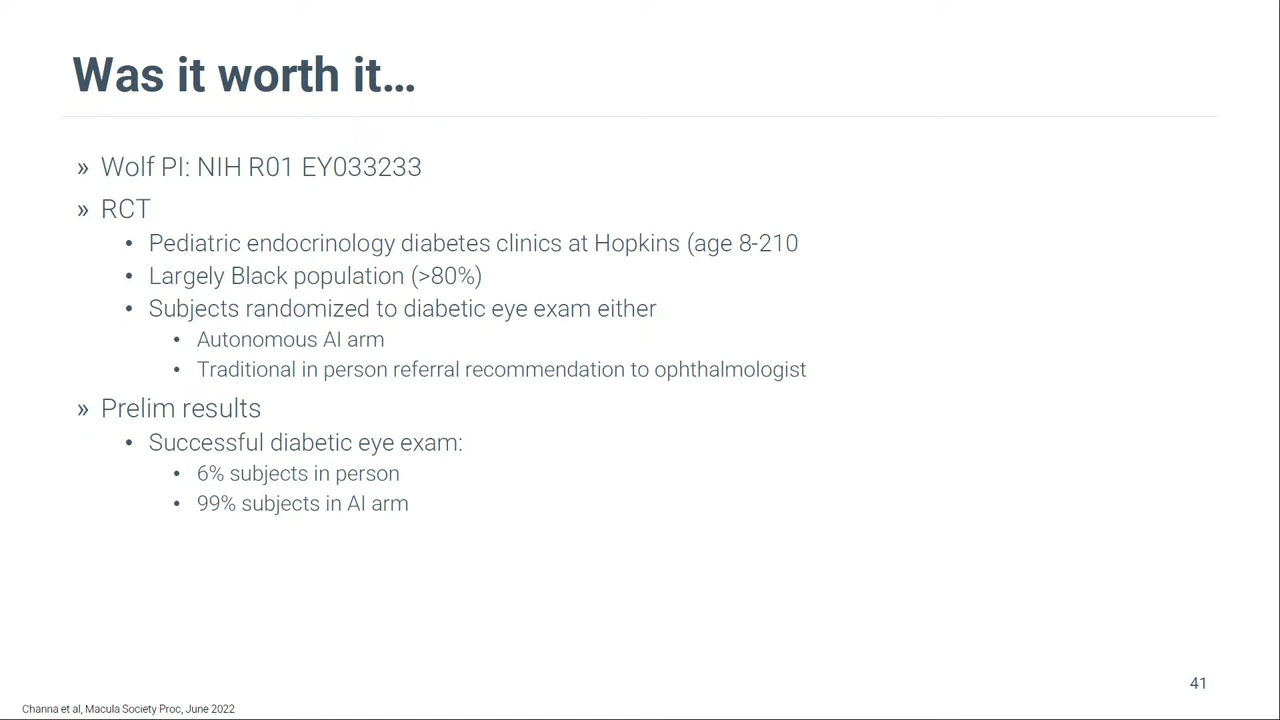 Was it worth it…
» Wolf PI: NIH R01 EY033233
» RCT
• Pediatric endocrinology diabetes clinics at Hopkins (age 8-210
• Largely Black population (>80%)
• Subjects randomized to diabetic eye exam either
• Autonomous AI arm
• Traditional in person referral recommendation to ophthalmologist
» Prelim results
• Successful diabetic eye exam:
• 6% subjects in person
• 99% subjects in AI arm
41
Channa et al, Macula Society Proc, June 2022